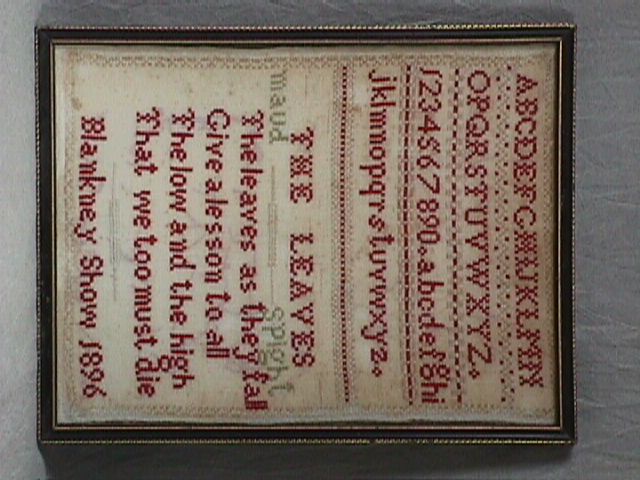 ABCDEFGHIJKLMN
OPQRSTUVWXYZ.
1234567890.abcdefghi
jklmnopqrstuvwxyz.
THE LEAVES
maud Spight
The leaves as they fall
Give a lesson to all
The low and the high
That we too must die
Blankney Show 1896